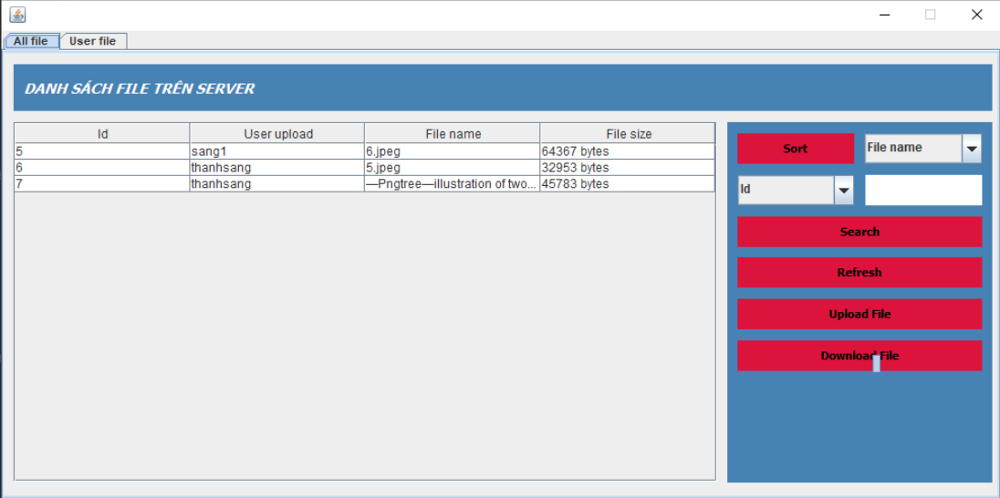 All file User file
DANH SÁCH FILE TRÊN SERVER
Id User upload File name File size
5 sang1 6.jpeg 64367 bytes
6 thanhsang 5.jpeg 32953 bytes
7 thanhsang —Pngtree—illustration of two... 45783 bytes
Sort File name
Id
Search
Refresh
Upload File
Download File